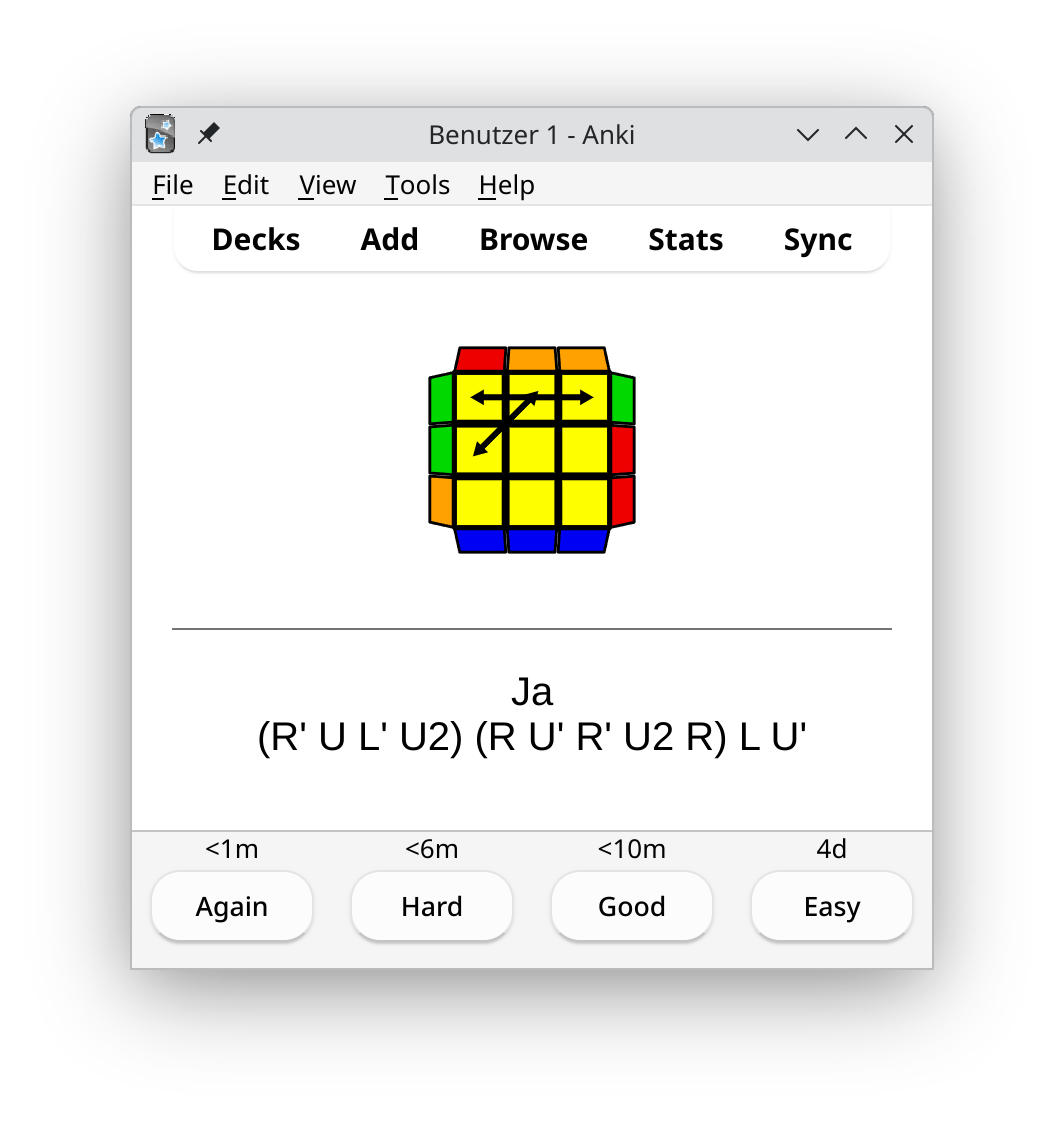 Benutzer 1 - Anki
File Edit View Tools Help
Decks Add Browse Stats Sync
Ja
(R' U L' U2) (R U' R' U2 R) L U'
<1m <6m <10m 4d
Again Hard Good Easy